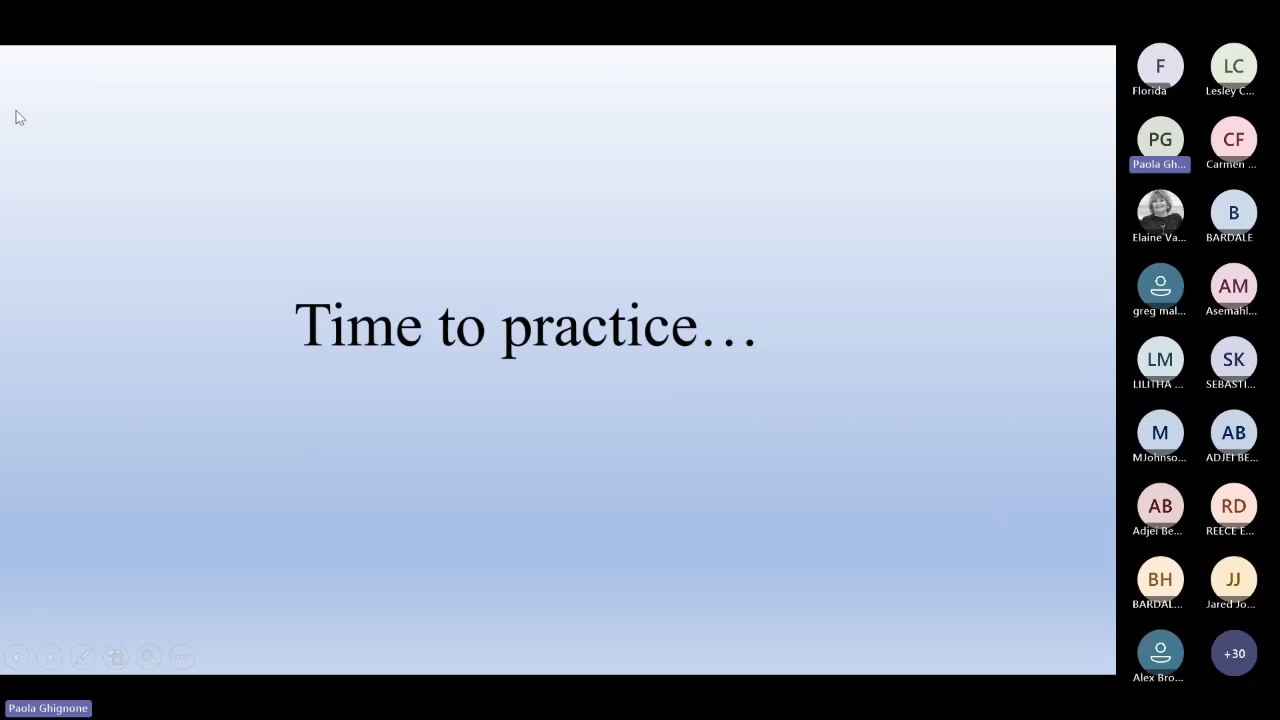 Time to practice…
F
Florida
LC
Lesley C...
PG
Paola Gh...
CF
Carmen ...
Elaine Va...
B
BARDALE
greg mal...
AM
Asemahl...
LM
LILITHA ...
SK
SEBASTI...
M
MJohnso...
AB
ADJEI BE...
AB
Adjei Be...
RD
REECE E...
BH
BARDAL...
JJ
Jared Jo...
Alex Bro...
+30
Paola Ghignone